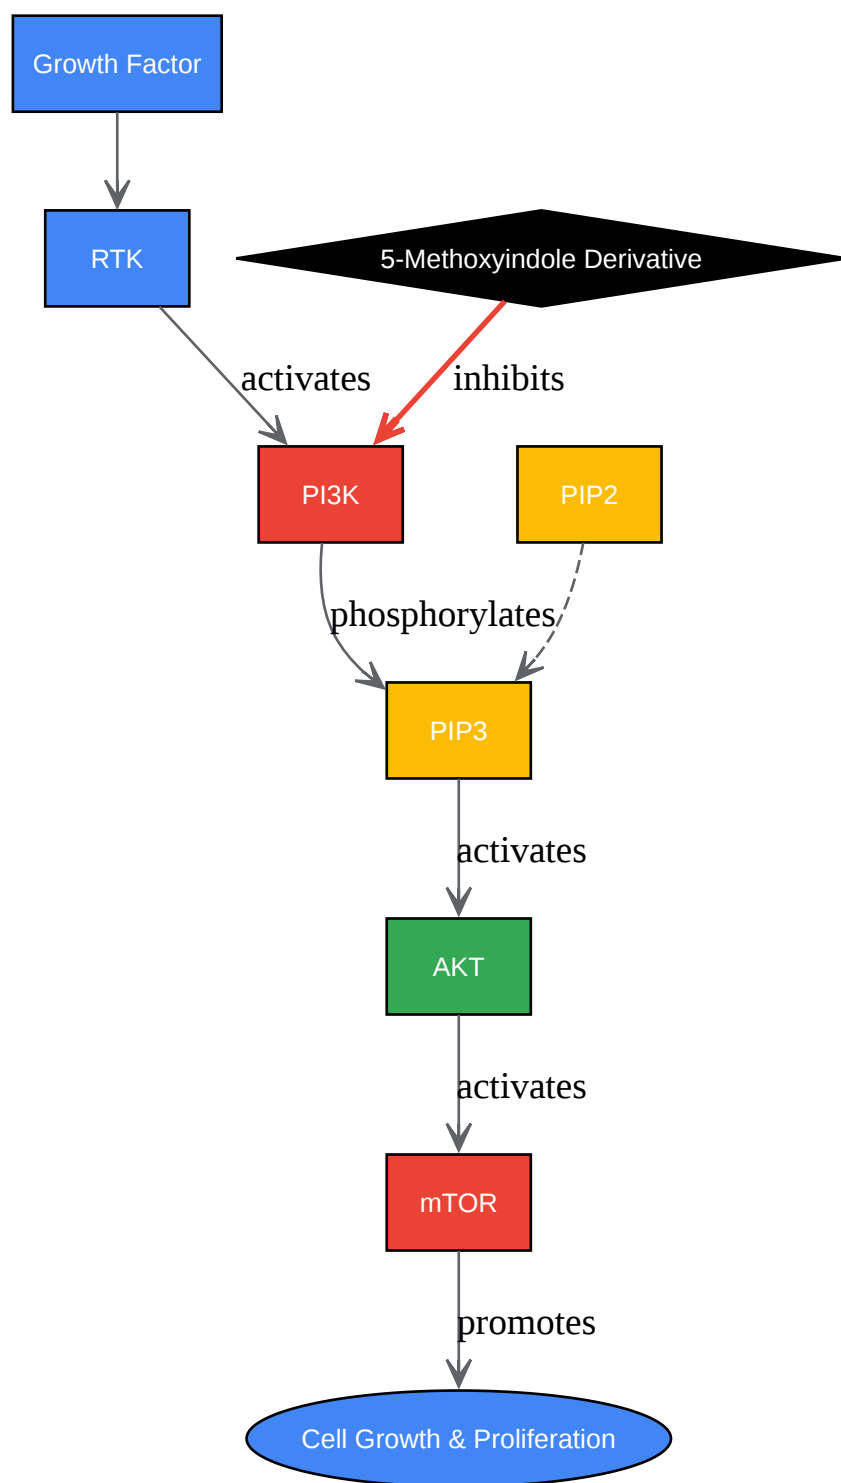 Growth Factor
RTK
5-Methoxyindole Derivative
activates
inhibits
PI3K
PIP2
phosphorylates
PIP3
activates
AKT
activates
mTOR
promotes
Cell Growth & Proliferation